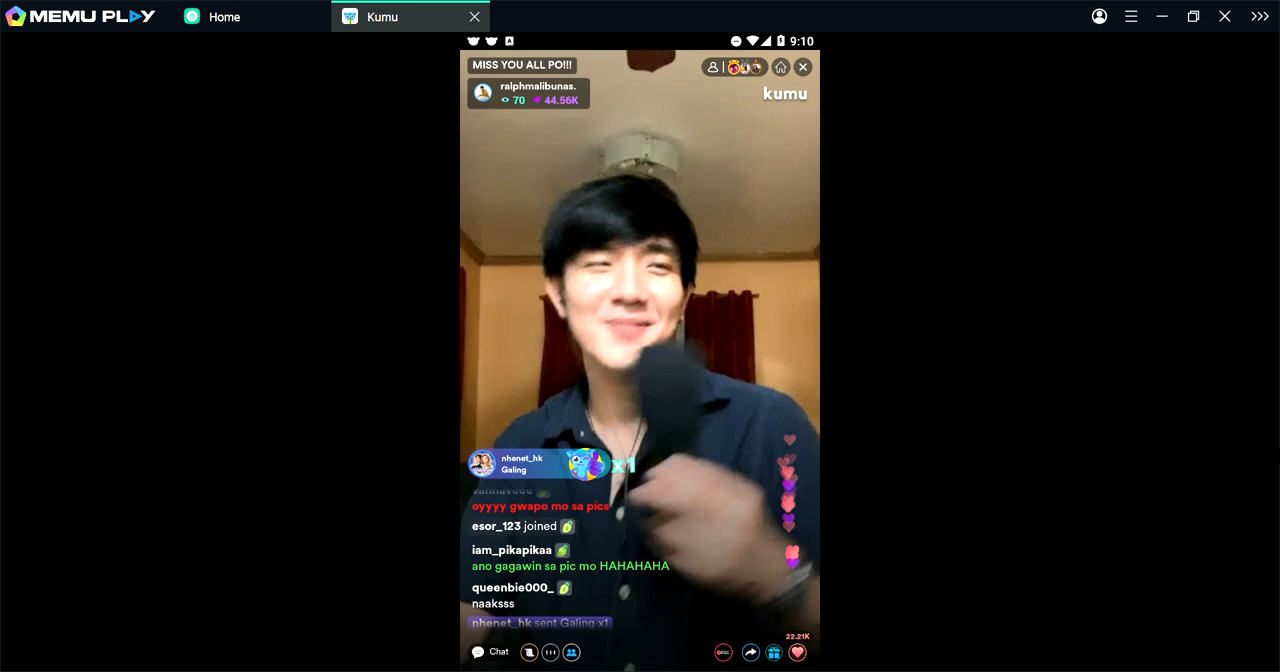 MEMU PLAY
Home
Kumu
9:10
MISS YOU ALL PO!!!
ralphmalibunas.
70 44.56K
kumu
nhenet_hk
Galing
x1
oyyyy gwapo mo sa pics
esor_123 joined
iam_pikapikaa
ano gagawin sa pic mo HAHAHAHA
queenbie000_
naaksss
nhenet_hk sent Galing x1
22.21K
Chat
REC